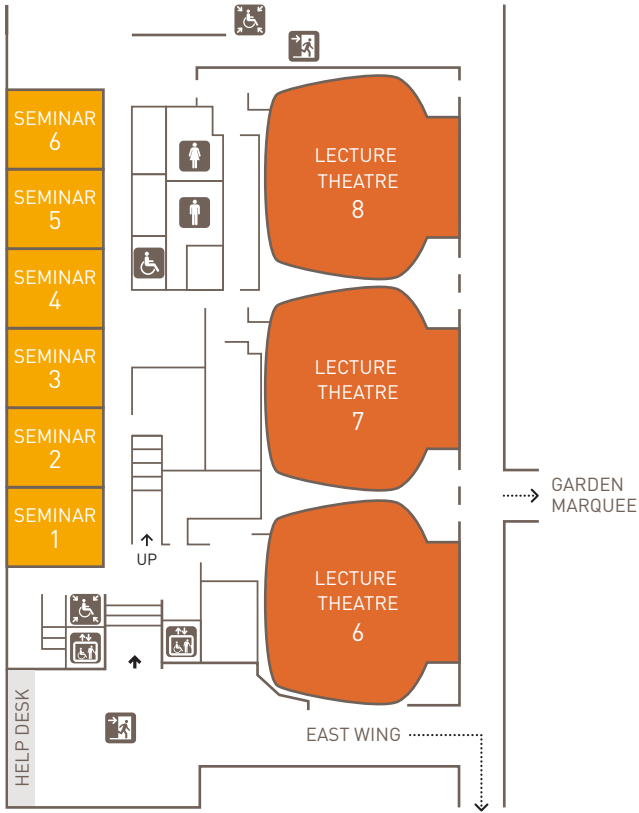 SEMINAR
6
SEMINAR
5
SEMINAR
4
SEMINAR
3
SEMINAR
2
SEMINAR
1
LECTURE
THEATRE
8
LECTURE
THEATRE
7
LECTURE
THEATRE
6
GARDEN
MARQUEE
UP
HELP DESK
EAST WING